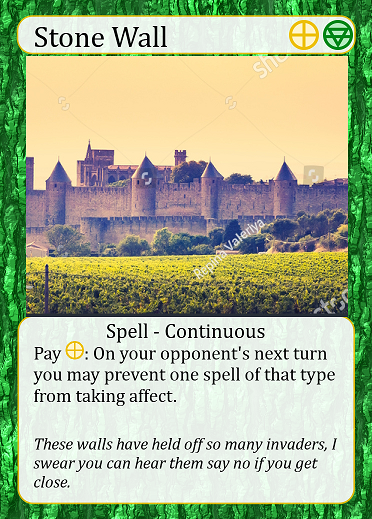 Stone Wall
Spell - Continuous
Pay : On your opponent's next turn
you may prevent one spell of that type
from taking affect.
These walls have held off so many invaders, I
swear you can hear them say no if you get
close.